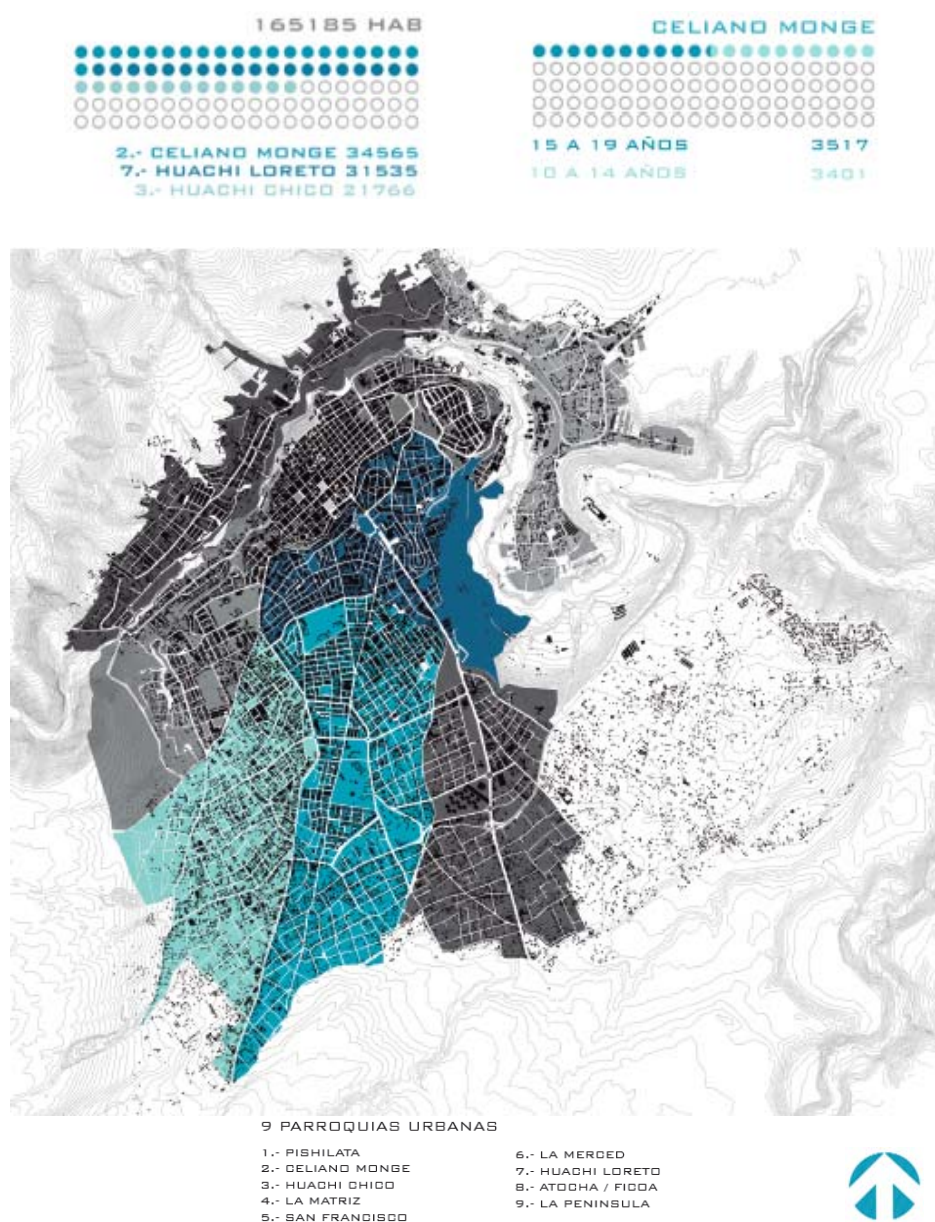 165185 HAB
2.- CELIANO MONGE 34565
7.- HUACHI LORETO 31535
3.- HUACHI CHICO 21766
CELIANO MONGE
15 A 19 AÑOS 3517
10 A 14 AÑOS 3401
9 PARROQUIAS URBANAS
1.- PISHILATA
2.- CELIANO MONGE
3.- HUACHI CHICO
4.- LA MATRIZ
5.- SAN FRANCISCO
6.- LA MERCED
7.- HUACHI LORETO
8.- ATOCHA / FICOA
9.- LA PENINSULA